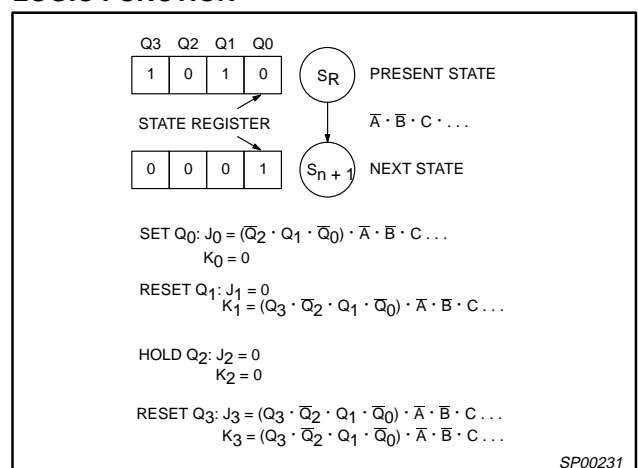 Q3 Q2 Q1 Q0
1 0 1 0
SR
PRESENT STATE
STATE REGISTER
A̅ · B̅ · C · . . .
0 0 0 1
Sn + 1
NEXT STATE
SET Q0: J0 = (Q̅2 · Q1 · Q̅0) · A̅ · B̅ · C . . .
K0 = 0
RESET Q1: J1 = 0
K1 = (Q3 · Q̅2 · Q1 · Q̅0) · A̅ · B̅ · C . . .
HOLD Q2: J2 = 0
K2 = 0
RESET Q3: J3 = (Q3 · Q̅2 · Q1 · Q̅0) · A̅ · B̅ · C . . .
K3 = (Q3 · Q̅2 · Q1 · Q̅0) · A̅ · B̅ · C . . .
SP00231